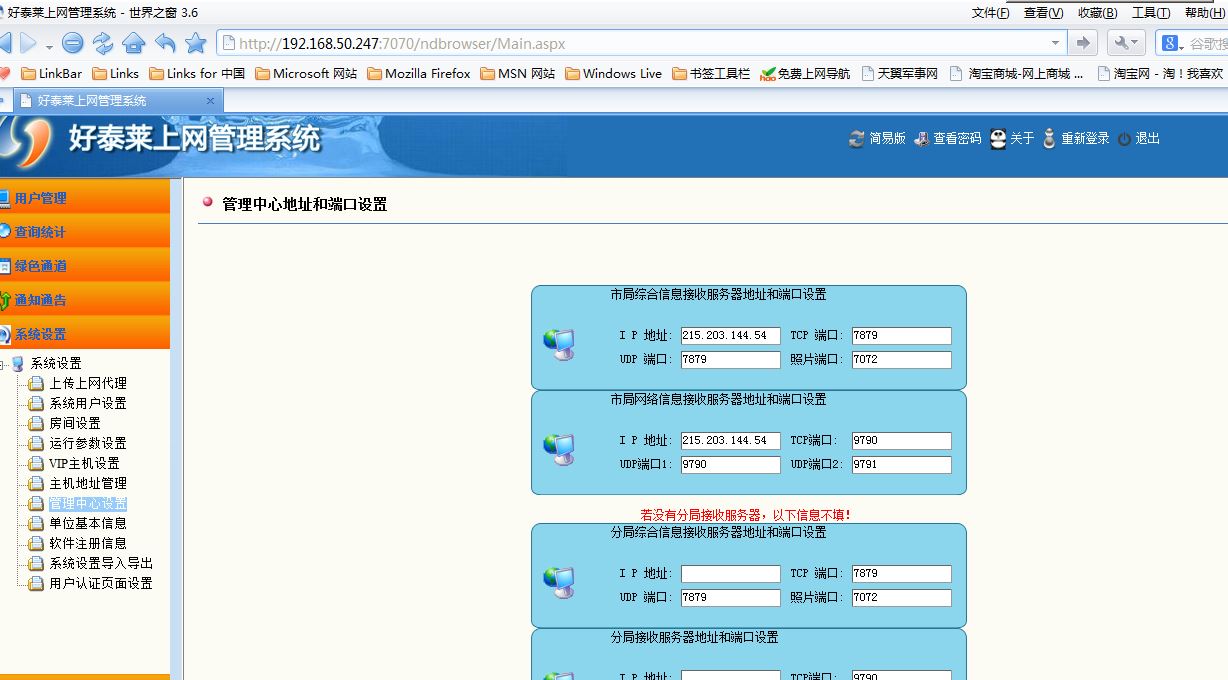 好泰莱上网管理系统 - 世界之窗 3.6
文件(F) 查看(V) 收藏(B) 工具(T) 帮助(H)
http://192.168.50.247:7070/ndbrowser/Main.aspx
谷歌搜
LinkBar Links Links for 中国 Microsoft 网站 Mozilla Firefox MSN 网站 Windows Live 书签工具栏 免费上网导航 天翼军事网 淘宝商城-网上商城 ... 淘宝网 - 淘！我喜欢
好泰莱上网管理系统
好泰莱上网管理系统
简易版 查看密码 关于 重新登录 退出
用户管理
查询统计
绿色通道
通知通告
系统设置
系统设置
上传上网代理
系统用户设置
房间设置
运行参数设置
VIP主机设置
主机地址管理
管理中心设置
单位基本信息
软件注册信息
系统设置导入导出
用户认证页面设置
管理中心地址和端口设置
市局综合信息接收服务器地址和端口设置
I P 地址: 215.203.144.54 TCP 端口: 7879
UDP 端口: 7879 照片端口: 7072
市局网络信息接收服务器地址和端口设置
I P 地址: 215.203.144.54 TCP端口: 9790
UDP端口1: 9790 UDP端口2: 9791
若没有分局接收服务器，以下信息不填！
分局综合信息接收服务器地址和端口设置
I P 地址: TCP 端口: 7879
UDP 端口: 7879 照片端口: 7072
分局接收服务器地址和端口设置
I P 地址: TCP端口: 9790